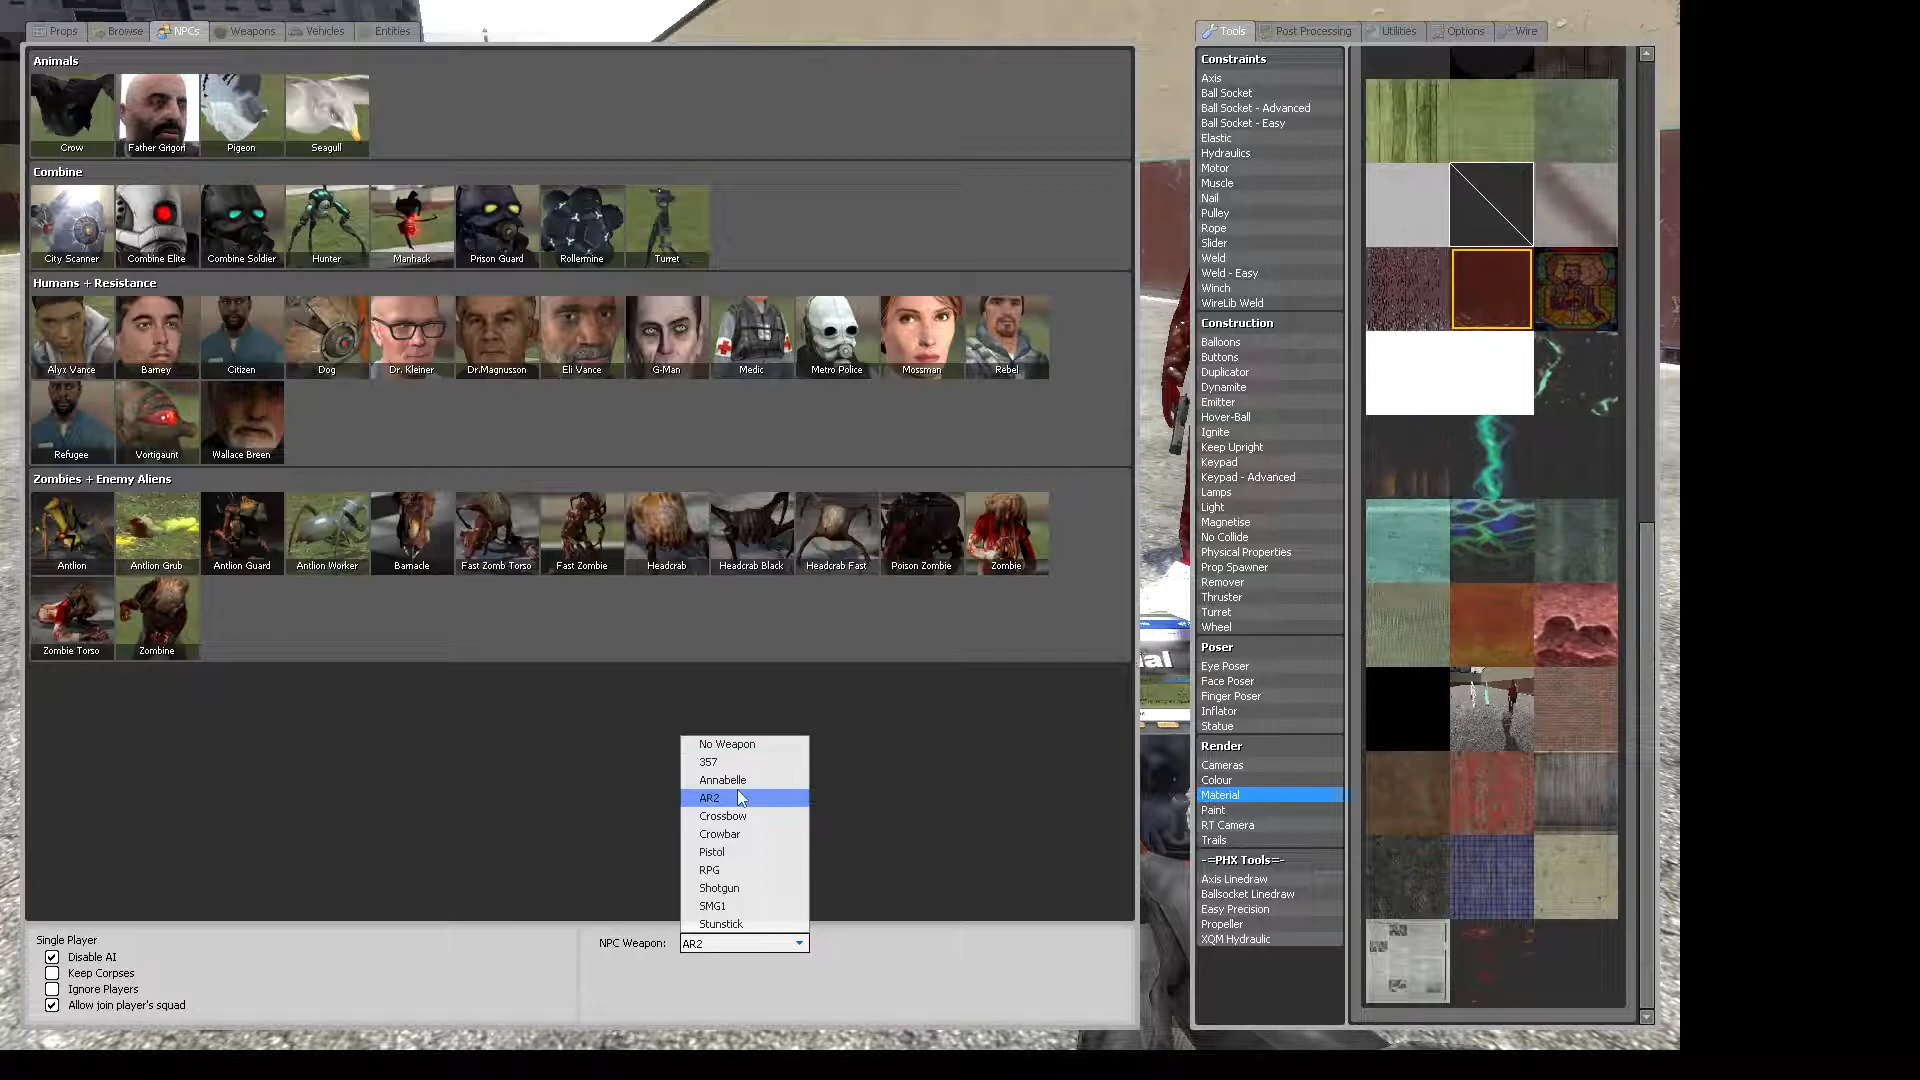 Props
Browse
NPCs
Weapons
Vehicles
Entities
Animals
Crow
Father Grigori
Pigeon
Seagull
Combine
City Scanner
Combine Elite
Combine Soldier
Hunter
Manhack
Prison Guard
Rollermine
Turret
Humans + Resistance
Alyx Vance
Barney
Citizen
Dog
Dr. Kleiner
Dr.Magnusson
Eli Vance
G-Man
Medic
Metro Police
Mossman
Rebel
Refugee
Vortigaunt
Wallace Breen
Zombies + Enemy Aliens
Antlion
Antlion Grub
Antlion Guard
Antlion Worker
Barnacle
Fast Zomb Torso
Fast Zombie
Headcrab
Headcrab Black
Headcrab Fast
Poison Zombie
Zombie
Zombie Torso
Zombine
No Weapon
357
Annabelle
AR2
Crossbow
Crowbar
Pistol
RPG
Shotgun
SMG1
Stunstick
NPC Weapon:
AR2
Single Player
Disable AI
Keep Corpses
Ignore Players
Allow join player's squad
ial
Tools
Post Processing
Utilities
Options
Wire
Constraints
Axis
Ball Socket
Ball Socket - Advanced
Ball Socket - Easy
Elastic
Hydraulics
Motor
Muscle
Nail
Pulley
Rope
Slider
Weld
Weld - Easy
Winch
WireLib Weld
Construction
Balloons
Buttons
Duplicator
Dynamite
Emitter
Hover-Ball
Ignite
Keep Upright
Keypad
Keypad - Advanced
Lamps
Light
Magnetise
No Collide
Physical Properties
Prop Spawner
Remover
Thruster
Turret
Wheel
Poser
Eye Poser
Face Poser
Finger Poser
Inflator
Statue
Render
Cameras
Colour
Material
Paint
RT Camera
Trails
-=PHX Tools=-
Axis Linedraw
Ballsocket Linedraw
Easy Precision
Propeller
XQM Hydraulic